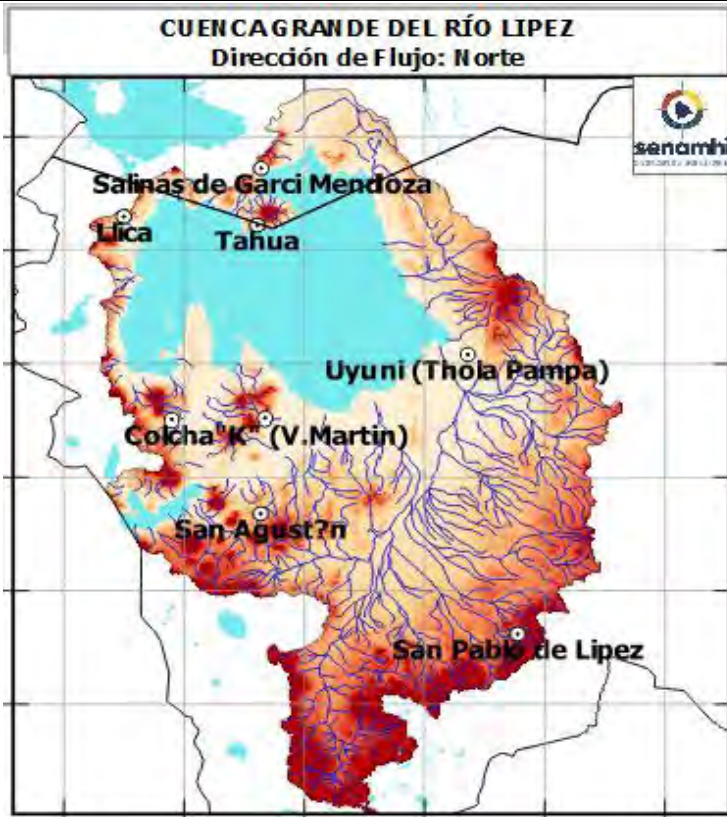 CUENCA GRANDE DEL RÍO LIPEZ
Dirección de Flujo: Norte
senamhi
Salinas de Garci Mendoza
Llica
Tahua
Uyuni (Thola Pampa)
Colcha"K" (V.Martin)
San Agust?n
San Pablo de Lipez